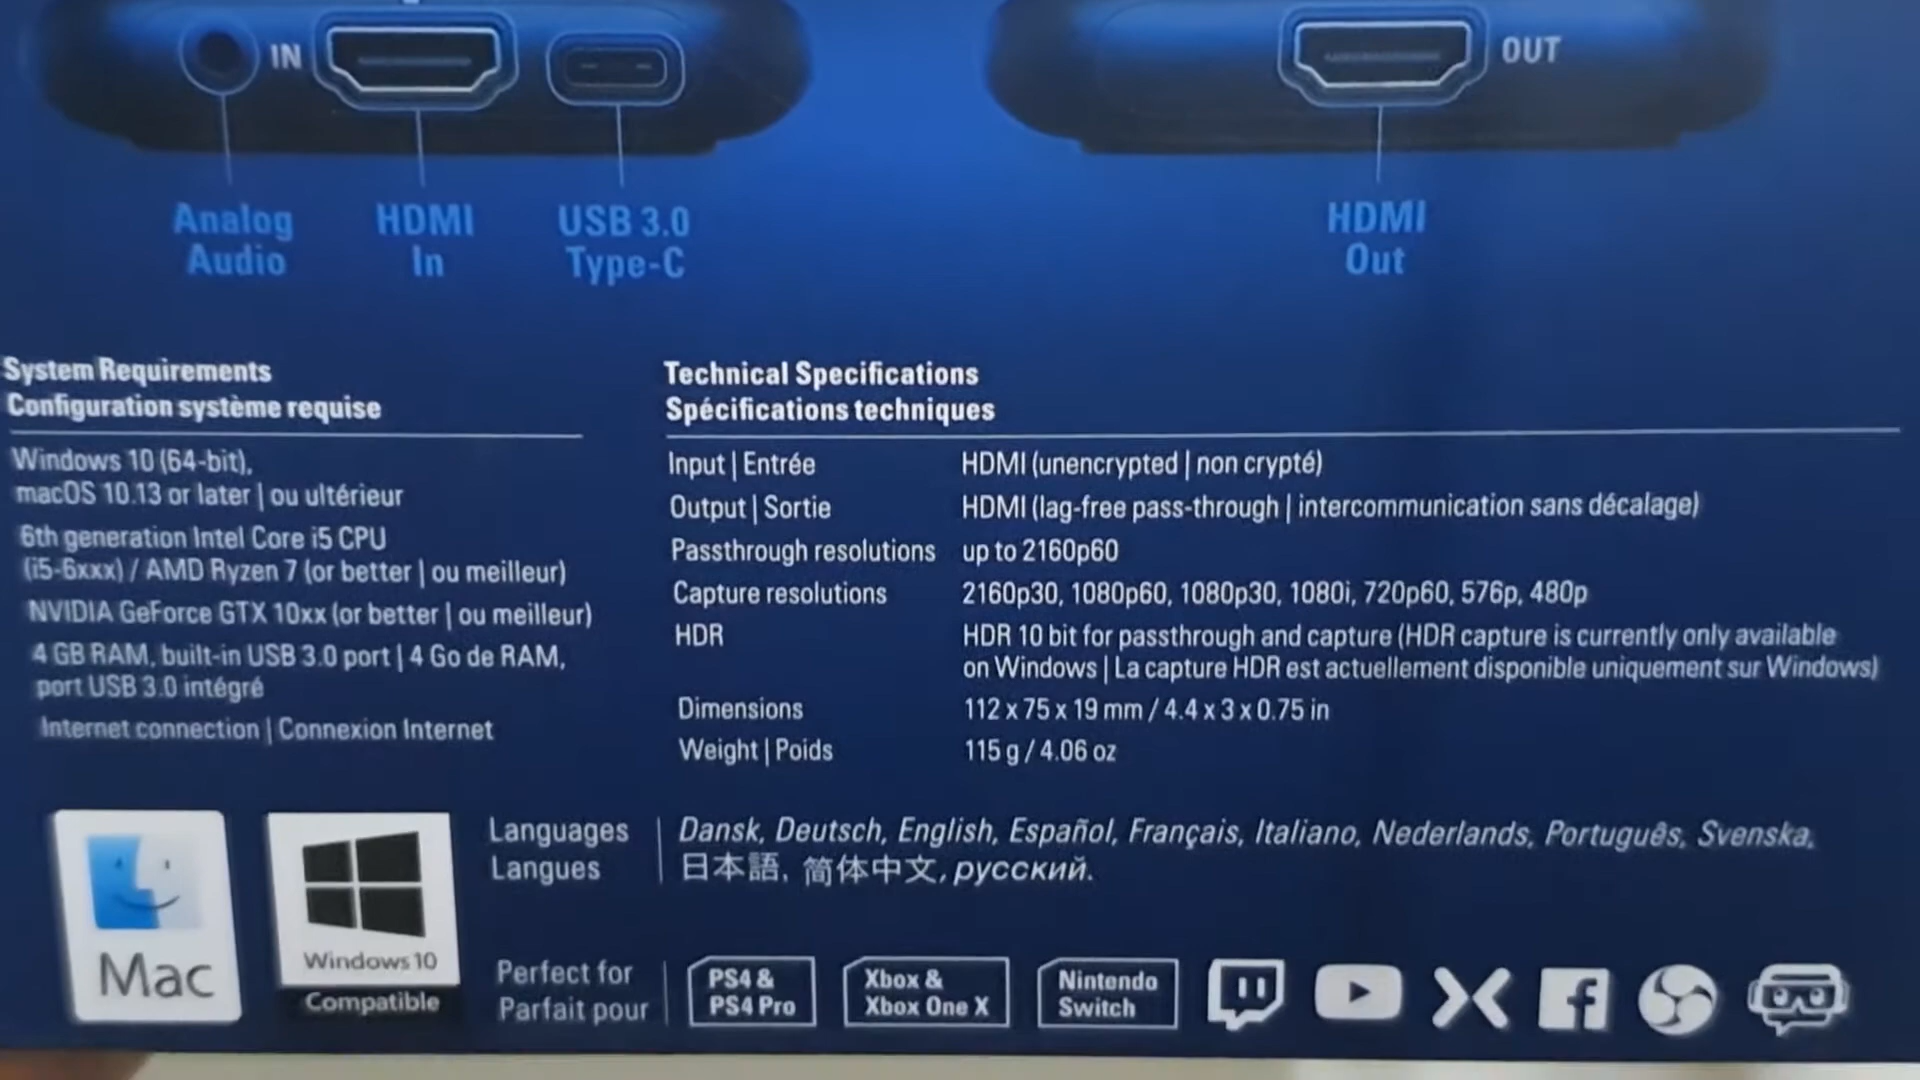 IN
OUT
Analog
Audio
HDMI
In
USB 3.0
Type-C
HDMI
Out
System Requirements
Configuration système requise
Windows 10 (64-bit),
macOS 10.13 or later | ou ultérieur
6th generation Intel Core i5 CPU
(i5-6xxx) / AMD Ryzen 7 (or better | ou meilleur)
NVIDIA GeForce GTX 10xx (or better | ou meilleur)
4 GB RAM, built-in USB 3.0 port | 4 Go de RAM,
port USB 3.0 intégré
Internet connection | Connexion Internet
Technical Specifications
Spécifications techniques
Input | Entrée HDMI (unencrypted | non crypté)
Output | Sortie HDMI (lag-free pass-through | intercommunication sans décalage)
Passthrough resolutions up to 2160p60
Capture resolutions 2160p30, 1080p60, 1080p30, 1080i, 720p60, 576p, 480p
HDR HDR 10 bit for passthrough and capture (HDR capture is currently only available
on Windows | La capture HDR est actuellement disponible uniquement sur Windows)
Dimensions 112 x 75 x 19 mm / 4.4 x 3 x 0.75 in
Weight | Poids 115 g / 4.06 oz
Mac
Windows 10
Compatible
Languages
Langues
Dansk, Deutsch, English, Español, Français, Italiano, Nederlands, Português, Svenska,
日本語, 简体中文, русский.
Perfect for
Parfait pour
PS4 &
PS4 Pro
Xbox &
Xbox One X
Nintendo
Switch